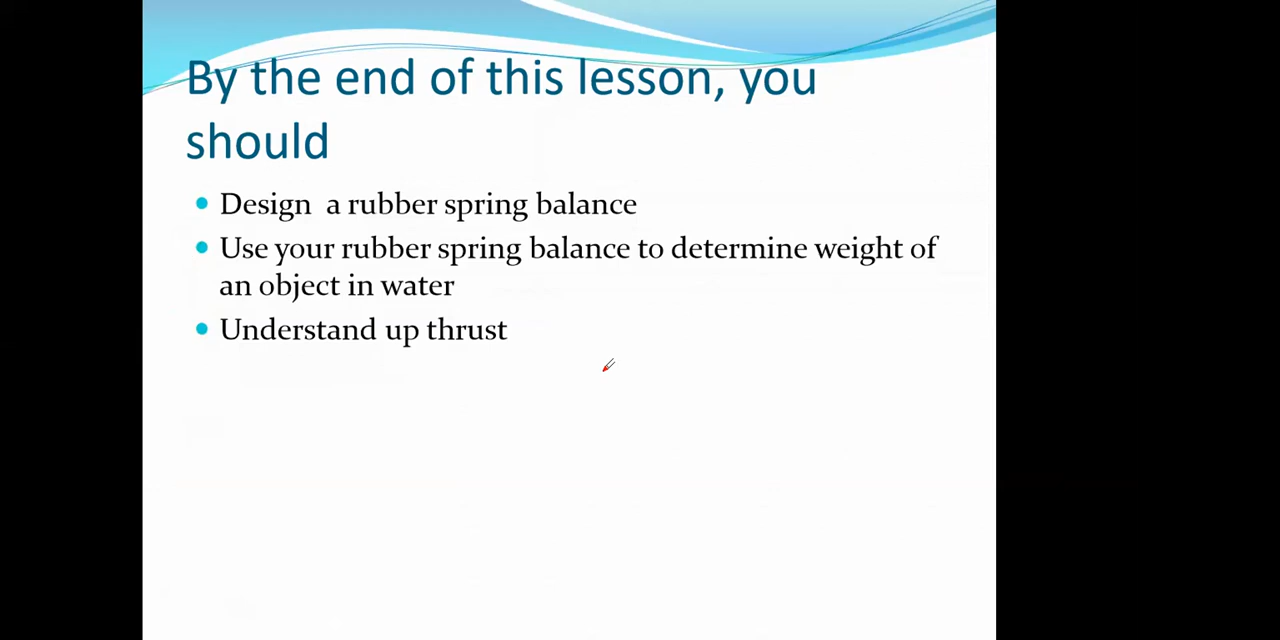 By the end of this lesson, you
should
• Design  a rubber spring balance
• Use your rubber spring balance to determine weight of
an object in water
• Understand up thrust